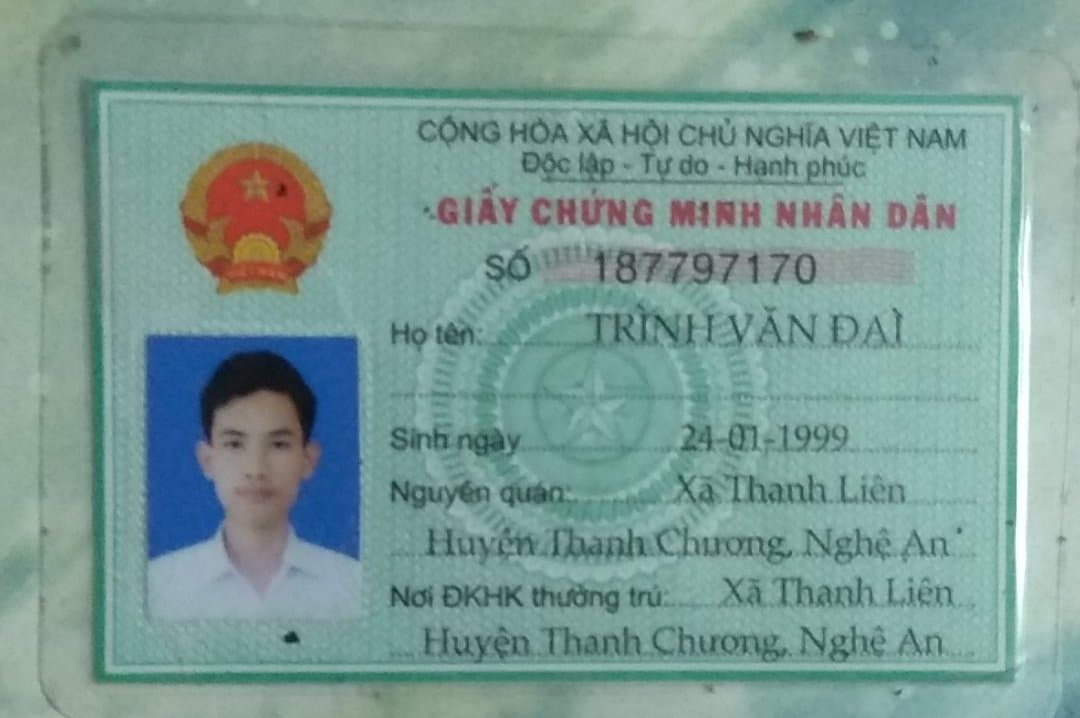 CỘNG HÒA XÃ HỘI CHỦ NGHĨA VIỆT NAM
Độc lập - Tự do - Hạnh phúc
GIẤY CHỨNG MINH NHÂN DÂN
SỐ 187797170
Họ tên: TRÌNH VĂN ĐẠI
Sinh ngày 24-01-1999
Nguyên quán: Xã Thanh Liên
Huyện Thanh Chương, Nghệ An
Nơi ĐKHK thường trú: Xã Thanh Liên
Huyện Thanh Chương, Nghệ An